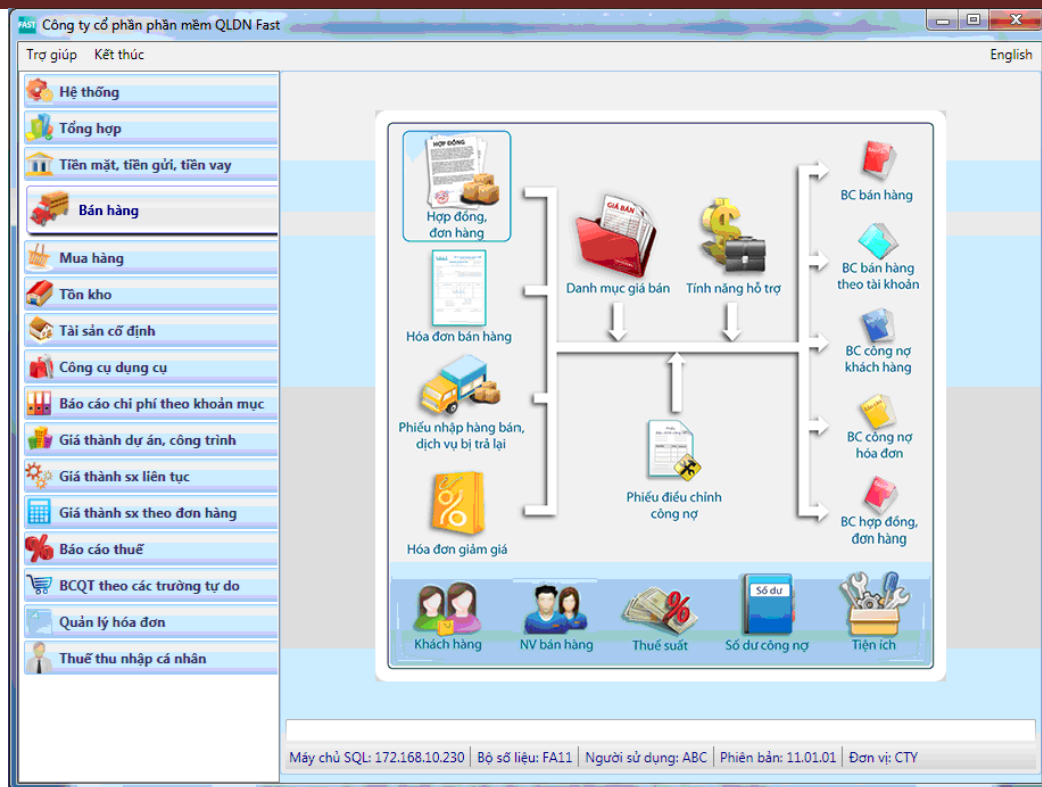 FAST
Công ty cổ phần phần mềm QLDN Fast
Trợ giúp Kết thúc
English
Hệ thống
Tổng hợp
Tiền mặt, tiền gửi, tiền vay
Bán hàng
Mua hàng
Tồn kho
Tài sản cố định
Công cụ dụng cụ
Báo cáo chi phí theo khoản mục
Giá thành dự án, công trình
Giá thành sx liên tục
Giá thành sx theo đơn hàng
Báo cáo thuế
BCQT theo các trường tự do
Quản lý hóa đơn
Thuế thu nhập cá nhân
HỢP ĐỒNG
Hợp đồng,
đơn hàng
Hóa đơn bán hàng
Phiếu nhập hàng bán,
dịch vụ bị trả lại
Hóa đơn giảm giá
GIÁ BÁN
Danh mục giá bán
Tính năng hỗ trợ
Phiếu điều chỉnh
công nợ
BC bán hàng
BC bán hàng
theo tài khoản
BC công nợ
khách hàng
BC công nợ
hóa đơn
BC hợp đồng,
đơn hàng
Khách hàng
NV bán hàng
Thuế suất
Số dư
Số dư công nợ
Tiện ích
Máy chủ SQL: 172.168.10.230 Bộ số liệu: FA11 Người sử dụng: ABC Phiên bản: 11.01.01 Đơn vị: CTY